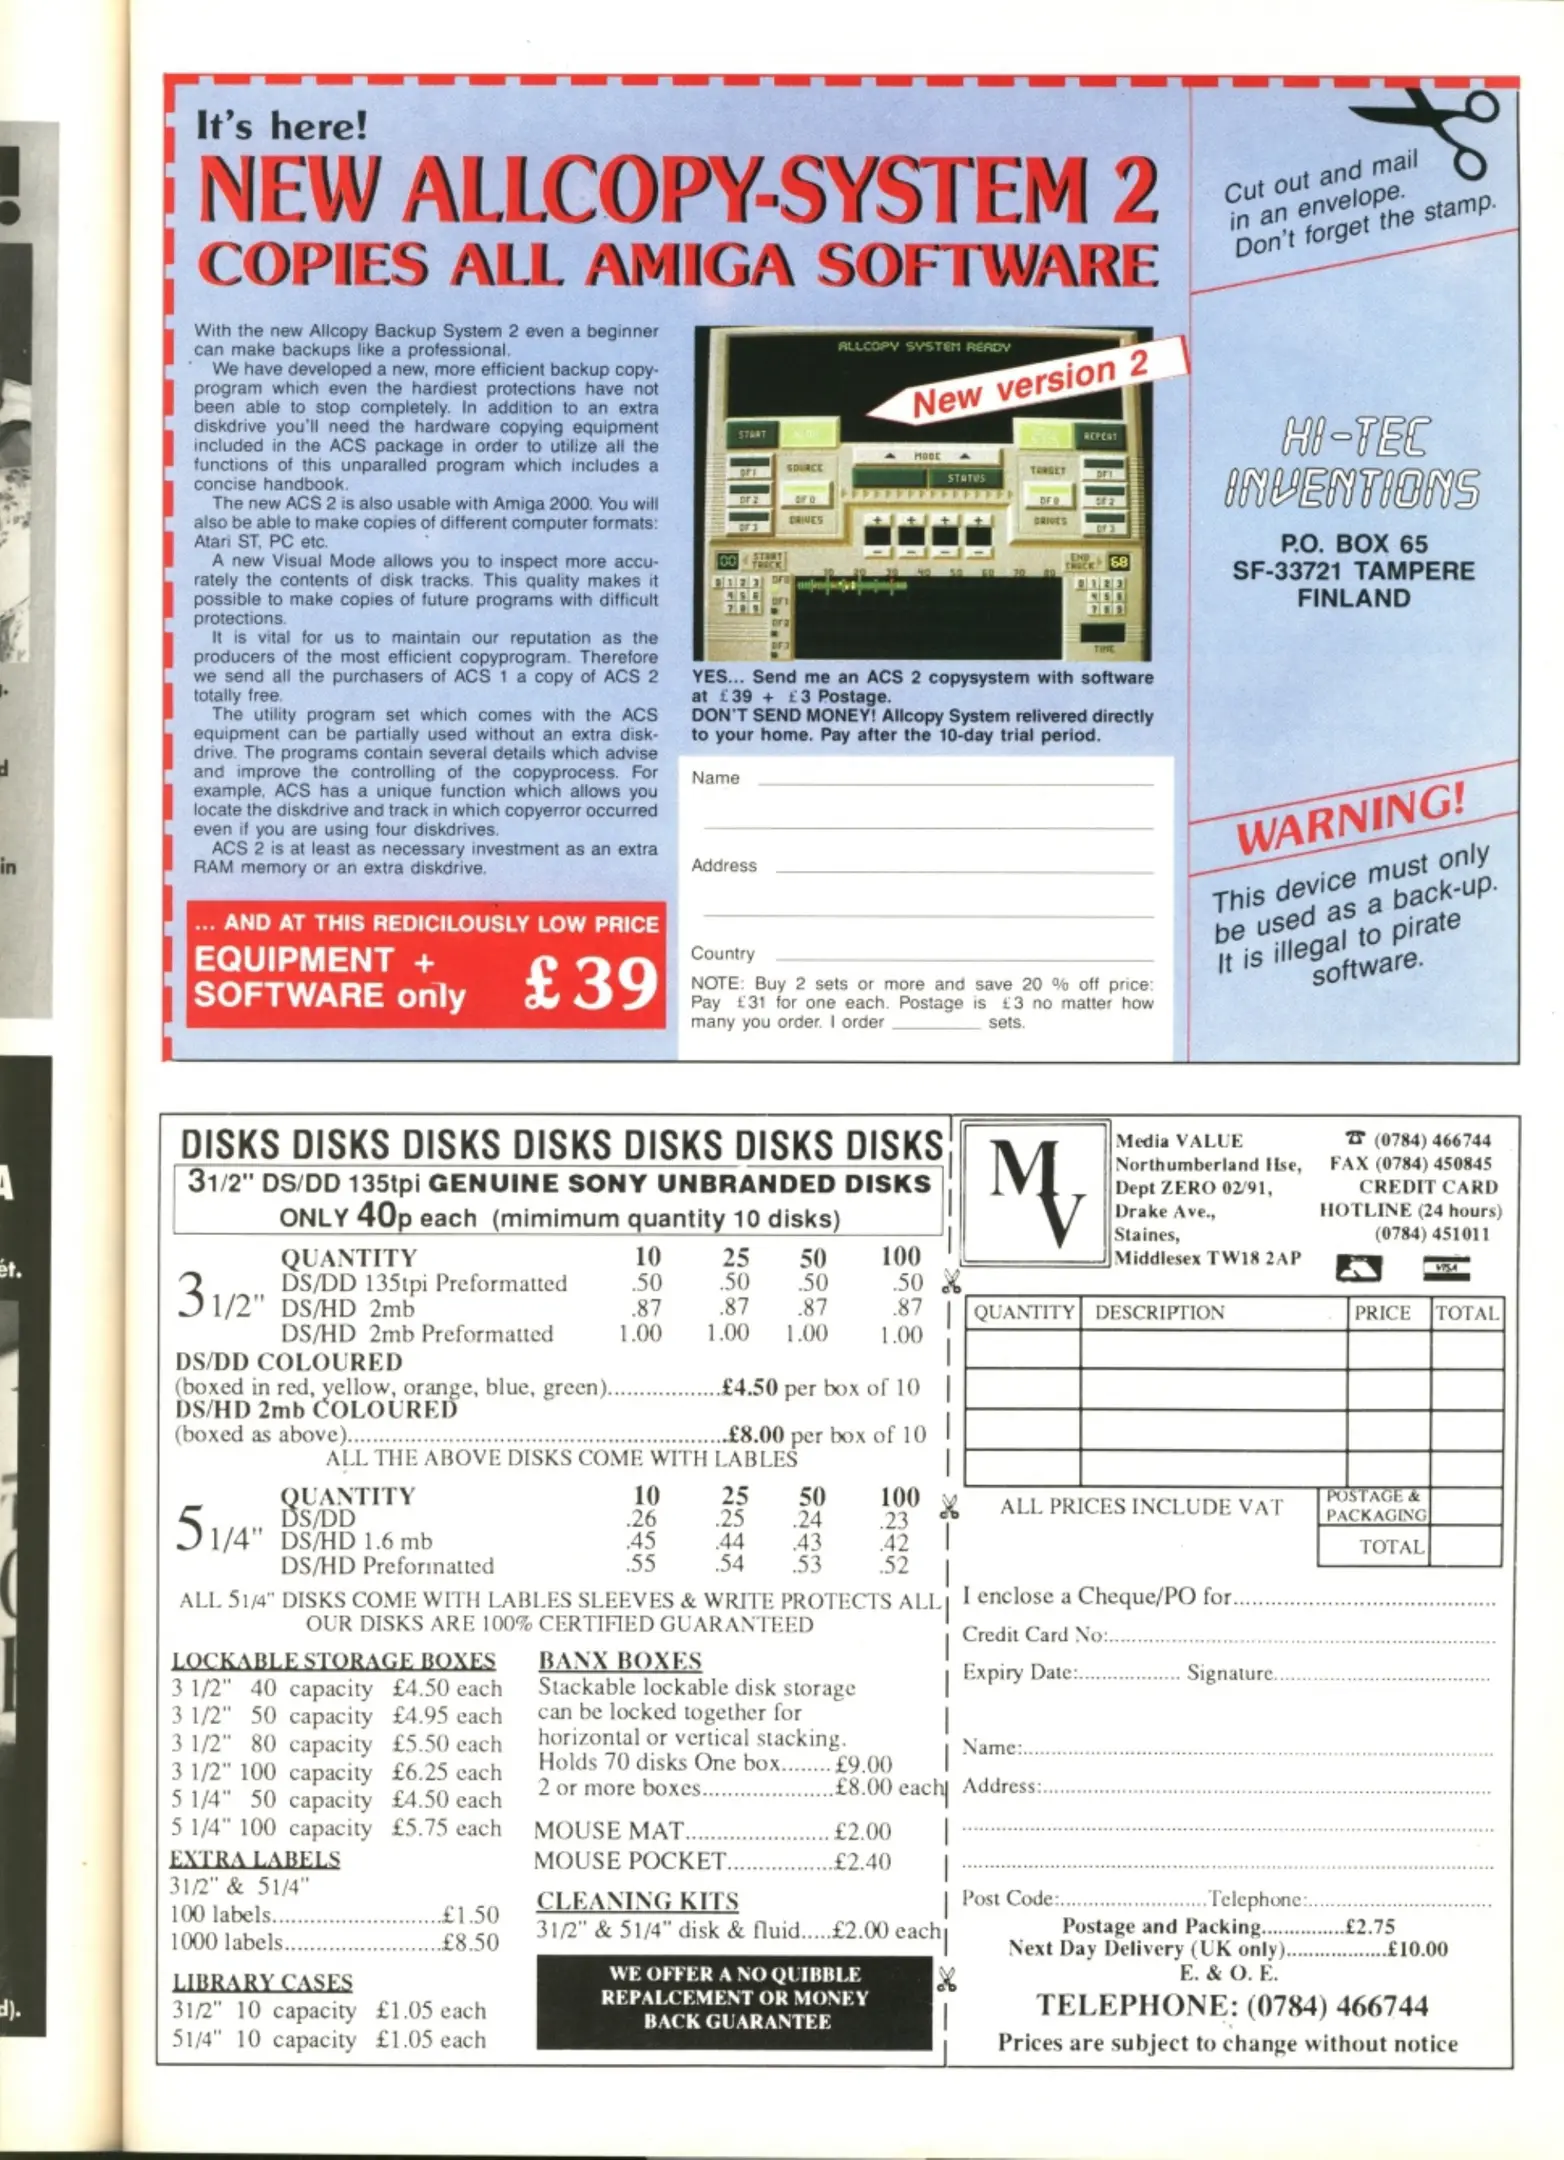 It's here!
NEW ALLCOPY-SYSTEM 2
COPIES ALL AMIGA SOFTWARE
With the new Allcopy Backup System 2 even a beginner
can make backups like a professional.
We have developed a new, more efficient backup copy-
program which even the hardiest protections have not
been able to stop completely. In addition to an extra
diskdrive you'll need the hardware copying equipment
included in the ACS package in order to utilize all the
functions of this unparalled program which includes a
concise handbook.
The new ACS 2 is also usable with Amiga 2000. You will
also be able to make copies of different computer formats:
Atari ST, PC etc.
A new Visual Mode allows you to inspect more accu-
rately the contents of disk tracks. This quality makes it
possible to make copies of future programs with difficult
protections.
It is vital for us to maintain our reputation as the
producers of the most efficient copyprogram. Therefore
we send all the purchasers of ACS 1 a copy of ACS 2
totally free.
The utility program set which comes with the ACS
equipment can be partially used without an extra disk-
drive. The programs contain several details which advise
and improve the controlling of the copyprocess. For
example, ACS has a unique function which allows you
locate the diskdrive and track in which copyerror occurred
even if you are using four diskdrives.
ACS 2 is at least as necessary investment as an extra
RAM memory or an extra diskdrive.
... AND AT THIS REDICILOUSLY LOW PRICE
EQUIPMENT +
SOFTWARE only £39
ALLCOPY SYSTEM READY
New version 2
START
REPEAT
MODE
STATUS
SOURCE
TARGET
DF0
DF1
DF2
DF3
DRIVES
START TRACK
END TRACK
00
68
TIME
YES... Send me an ACS 2 copysystem with software
at £39 + £3 Postage.
DON'T SEND MONEY! Allcopy System relivered directly
to your home. Pay after the 10-day trial period.
Name
Address
Country
NOTE: Buy 2 sets or more and save 20 % off price:
Pay £31 for one each. Postage is £3 no matter how
many you order. I order ________ sets.
Cut out and mail
in an envelope.
Don't forget the stamp.
HI-TEC
INVENTIONS
P.O. BOX 65
SF-33721 TAMPERE
FINLAND
WARNING!
This device must only
be used as a back-up.
It is illegal to pirate
software.
DISKS DISKS DISKS DISKS DISKS DISKS DISKS
31/2" DS/DD 135tpi GENUINE SONY UNBRANDED DISKS
ONLY 40p each (mimimum quantity 10 disks)
QUANTITY 10 25 50 100
3 1/2"
DS/DD 135tpi Preformatted .50 .50 .50 .50
DS/HD 2mb .87 .87 .87 .87
DS/HD 2mb Preformatted 1.00 1.00 1.00 1.00
DS/DD COLOURED
(boxed in red, yellow, orange, blue, green)..................£4.50 per box of 10
DS/HD 2mb COLOURED
(boxed as above)............................................................£8.00 per box of 10
ALL THE ABOVE DISKS COME WITH LABLES
QUANTITY 10 25 50 100
5 1/4"
DS/DD .26 .25 .24 .23
DS/HD 1.6 mb .45 .44 .43 .42
DS/HD Preformatted .55 .54 .53 .52
ALL 51/4" DISKS COME WITH LABLES SLEEVES & WRITE PROTECTS ALL
OUR DISKS ARE 100% CERTIFIED GUARANTEED
LOCKABLE STORAGE BOXES
3 1/2" 40 capacity £4.50 each
3 1/2" 50 capacity £4.95 each
3 1/2" 80 capacity £5.50 each
3 1/2" 100 capacity £6.25 each
5 1/4" 50 capacity £4.50 each
5 1/4" 100 capacity £5.75 each
EXTRA LABELS
31/2" & 51/4"
100 labels..........................£1.50
1000 labels........................£8.50
LIBRARY CASES
31/2" 10 capacity £1.05 each
51/4" 10 capacity £1.05 each
BANX BOXES
Stackable lockable disk storage
can be locked together for
horizontal or vertical stacking.
Holds 70 disks One box........£9.00
2 or more boxes.....................£8.00 each
MOUSE MAT.......................£2.00
MOUSE POCKET.................£2.40
CLEANING KITS
31/2" & 51/4" disk & fluid.....£2.00 each
WE OFFER A NO QUIBBLE
REPALCEMENT OR MONEY
BACK GUARANTEE
MV
Media VALUE
Northumberland Hse,
Dept ZERO 02/91,
Drake Ave.,
Staines,
Middlesex TW18 2AP
☎ (0784) 466744
FAX (0784) 450845
CREDIT CARD
HOTLINE (24 hours)
(0784) 451011
VISA
QUANTITY DESCRIPTION PRICE TOTAL
ALL PRICES INCLUDE VAT
POSTAGE &
PACKAGING
TOTAL
I enclose a Cheque/PO for..........................................
Credit Card No:..............................................................
Expiry Date:................. Signature...................................
Name:...........................................................................
Address:........................................................................
Post Code:........................Telephone:..............................
Postage and Packing...............£2.75
Next Day Delivery (UK only)...................£10.00
E. & O. E.
TELEPHONE: (0784) 466744
Prices are subject to change without notice